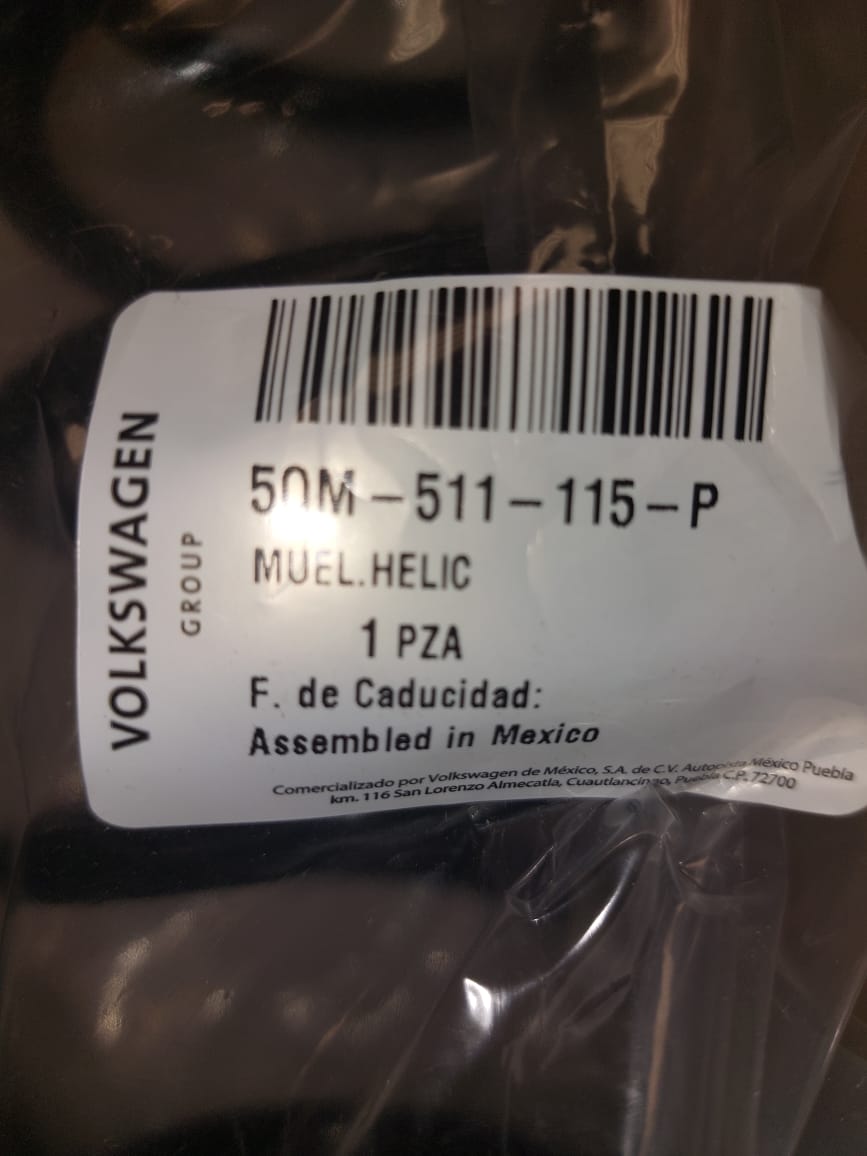 VOLKSWAGEN
GROUP
5QM-511-115-P
MUEL.HELIC
1 PZA
F. de Caducidad:
Assembled in Mexico
Comercializado por Volkswagen de México, S.A. de C.V. Autopista México Puebla
km. 116 San Lorenzo Almecatla, Cuautlancingo, Puebla C.P. 72700